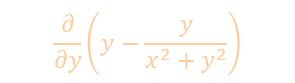 ∂/∂y (y − y/(x² + y²))